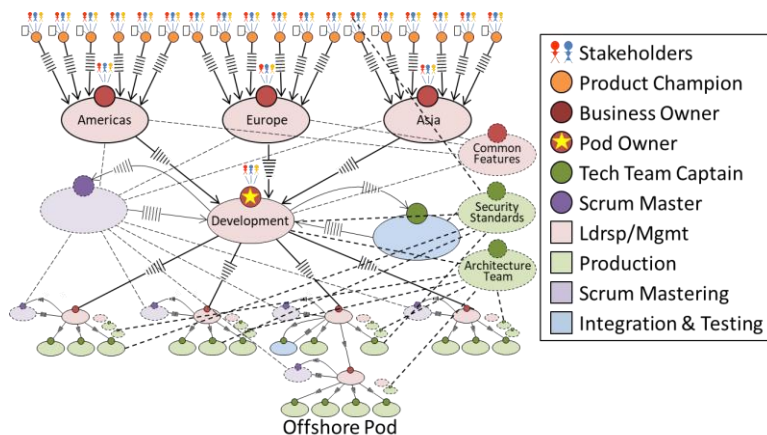 Americas
Europe
Asia
Common
Features
Development
Security
Standards
Architecture
Team
Offshore Pod
Stakeholders
Product Champion
Business Owner
Pod Owner
Tech Team Captain
Scrum Master
Ldrsp/Mgmt
Production
Scrum Mastering
Integration & Testing